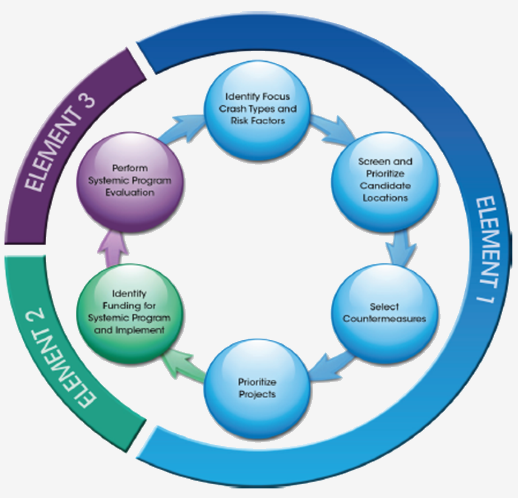 Identify Focus
Crash Types and
Risk Factors
Screen and
Prioritize
Candidate
Locations
Select
Countermeasures
Prioritize
Projects
Identify
Funding for
Systemic Program
and Implement
Perform
Systemic Program
Evaluation
ELEMENT 1
ELEMENT 2
ELEMENT 3